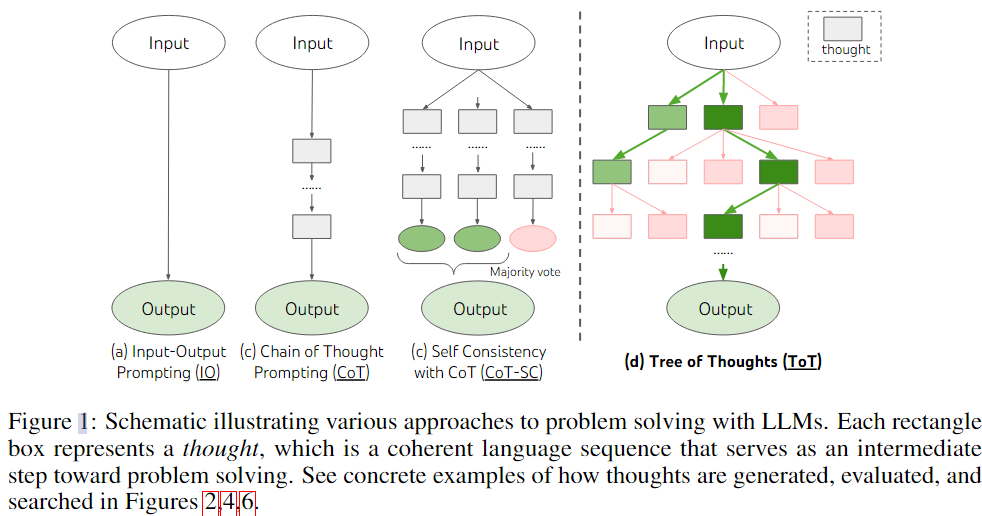 Input
Input
Input
Input
thought
......
......
......
......
......
Majority vote
Output
Output
Output
Output
(a) Input-Output
Prompting (IO)
(c) Chain of Thought
Prompting (CoT)
(c) Self Consistency
with CoT (CoT-SC)
(d) Tree of Thoughts (ToT)
Figure 1: Schematic illustrating various approaches to problem solving with LLMs. Each rectangle
box represents a thought, which is a coherent language sequence that serves as an intermediate
step toward problem solving. See concrete examples of how thoughts are generated, evaluated, and
searched in Figures 2,4,6.